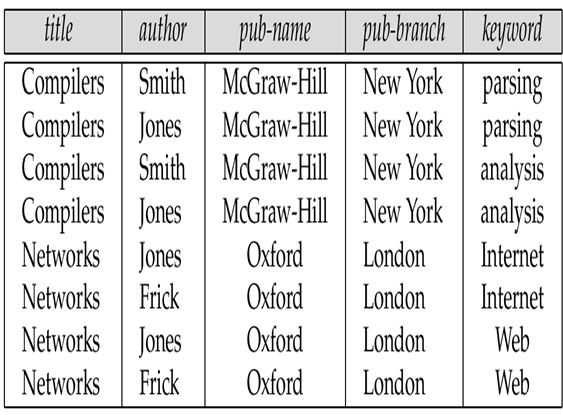 title author pub-name pub-branch keyword
Compilers Smith McGraw-Hill New York parsing
Compilers Jones McGraw-Hill New York parsing
Compilers Smith McGraw-Hill New York analysis
Compilers Jones McGraw-Hill New York analysis
Networks Jones Oxford London Internet
Networks Frick Oxford London Internet
Networks Jones Oxford London Web
Networks Frick Oxford London Web